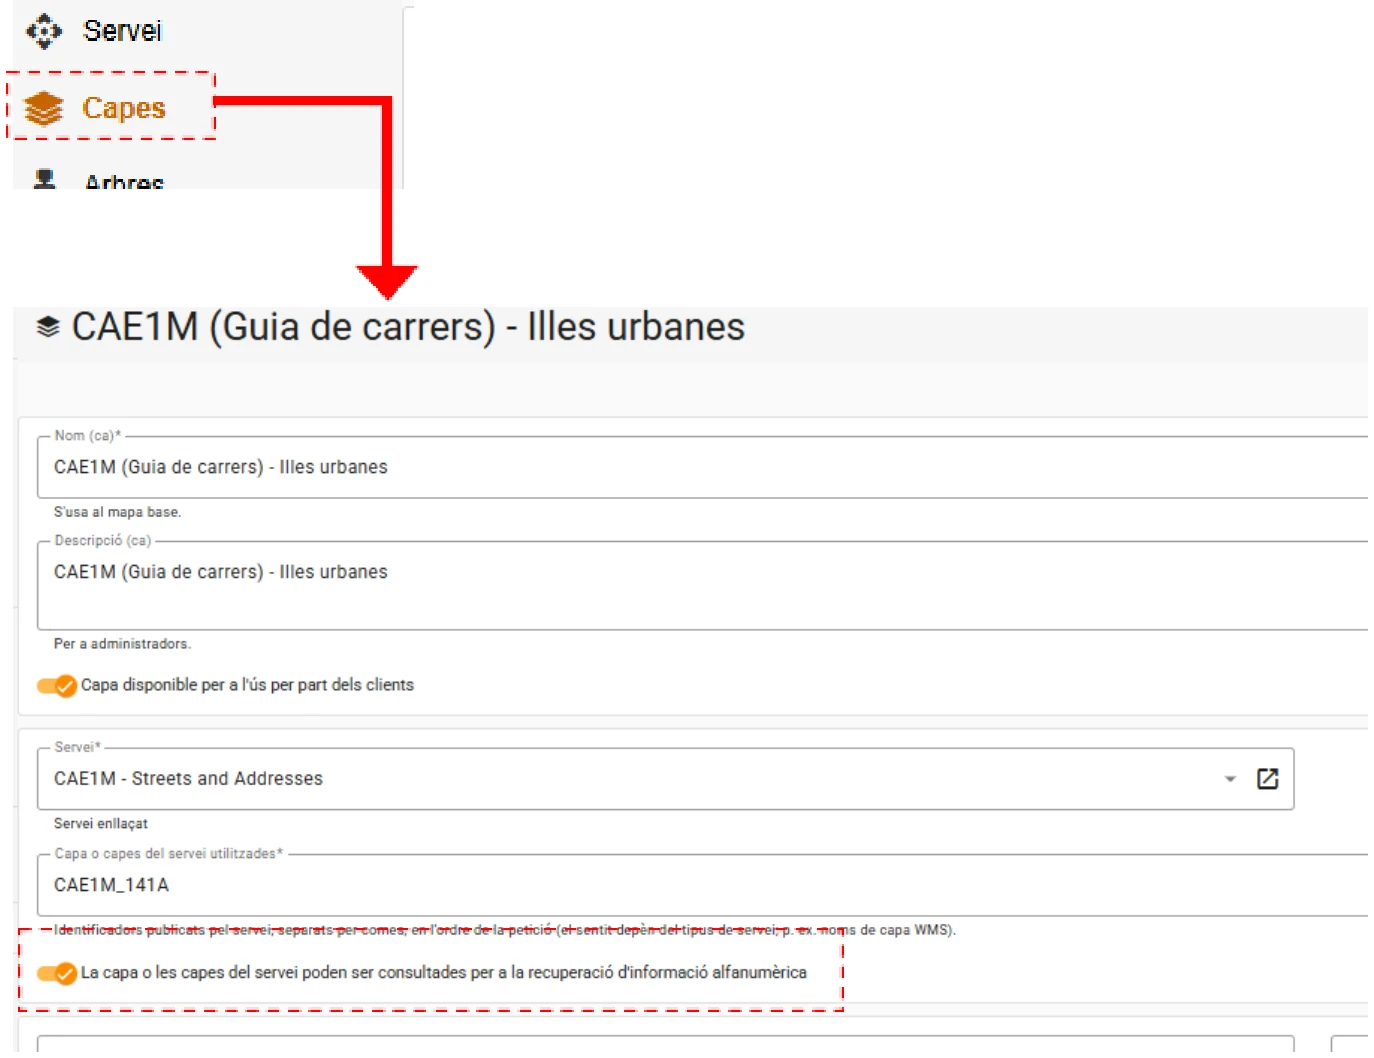 Servei
Capes
Arbres
CAE1M (Guia de carrers) - Illes urbanes
Nom (ca)*
CAE1M (Guia de carrers) - Illes urbanes
S'usa al mapa base.
Descripció (ca)
CAE1M (Guia de carrers) - Illes urbanes
Per a administradors.
Capa disponible per a l'ús per part dels clients
Servei*
CAE1M - Streets and Addresses
Servei enllaçat
Capa o capes del servei utilitzades*
CAE1M_141A
Identificadors publicats pel servei, separats per comes, en l'ordre de la petició (el sentit depèn del tipus de servei, p. ex. noms de capa WMS).
La capa o les capes del servei poden ser consultades per a la recuperació d'informació alfanumèrica